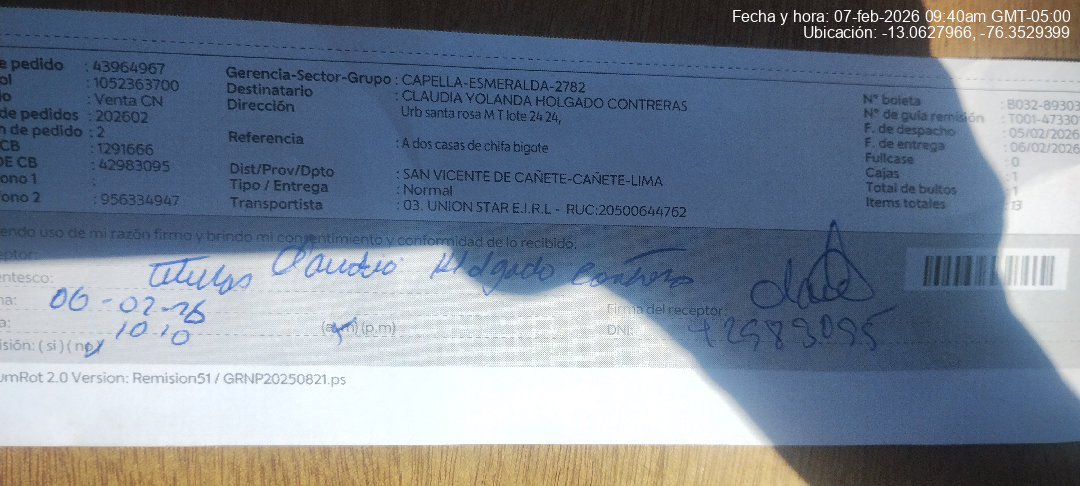 Fecha y hora: 07-feb-2026 09:40am GMT-05:00
Ubicación: -13.0627966, -76.3529399
e pedido : 43964967
ol : 1052363700
io : Venta CN
de pedidos : 202602
n de pedido : 2
CB : 1291666
DE CB : 42983095
ono 1 :
fono 2 : 956334947
Gerencia-Sector-Grupo : CAPELLA-ESMERALDA-2782
Destinatario : CLAUDIA YOLANDA HOLGADO CONTRERAS
Dirección Urb santa rosa M T lote 24 24,
Referencia : A dos casas de chifa bigote
Dist/Prov/Dpto : SAN VICENTE DE CAÑETE-CAÑETE-LIMA
Tipo / Entrega : Normal
Transportista : 03. UNION STAR E.I.R.L - RUC:20500644762
N° boleta : B032-89303
N° de guía remisión : T001-47330
F. de despacho : 05/02/2026
F. de entrega : 06/02/2026
Fullcase : 0
Cajas : 1
Total de bultos : 1
Items totales : 13
endo uso de mi razón firmo y brindo mi consentimiento y conformidad de lo recibido.
eptor: Claudia Holgado
entesco: titular
na: 06-02-26
a: 10 10 (a.m) (p.m)
isión: ( si ) ( no )
Firma del receptor:
DNI: 42983095
umRot 2.0 Version: Remision51 / GRNP20250821.ps